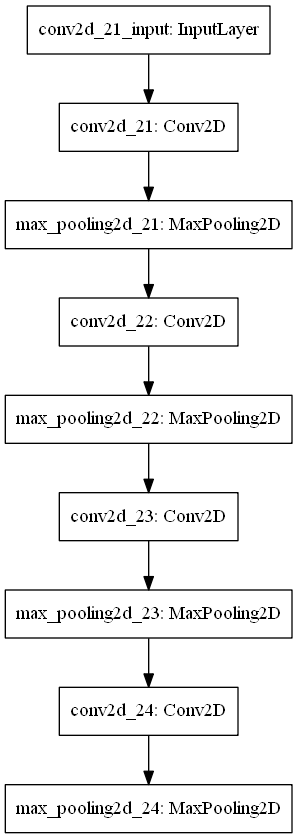 conv2d_21_input: InputLayer
conv2d_21: Conv2D
max_pooling2d_21: MaxPooling2D
conv2d_22: Conv2D
max_pooling2d_22: MaxPooling2D
conv2d_23: Conv2D
max_pooling2d_23: MaxPooling2D
conv2d_24: Conv2D
max_pooling2d_24: MaxPooling2D